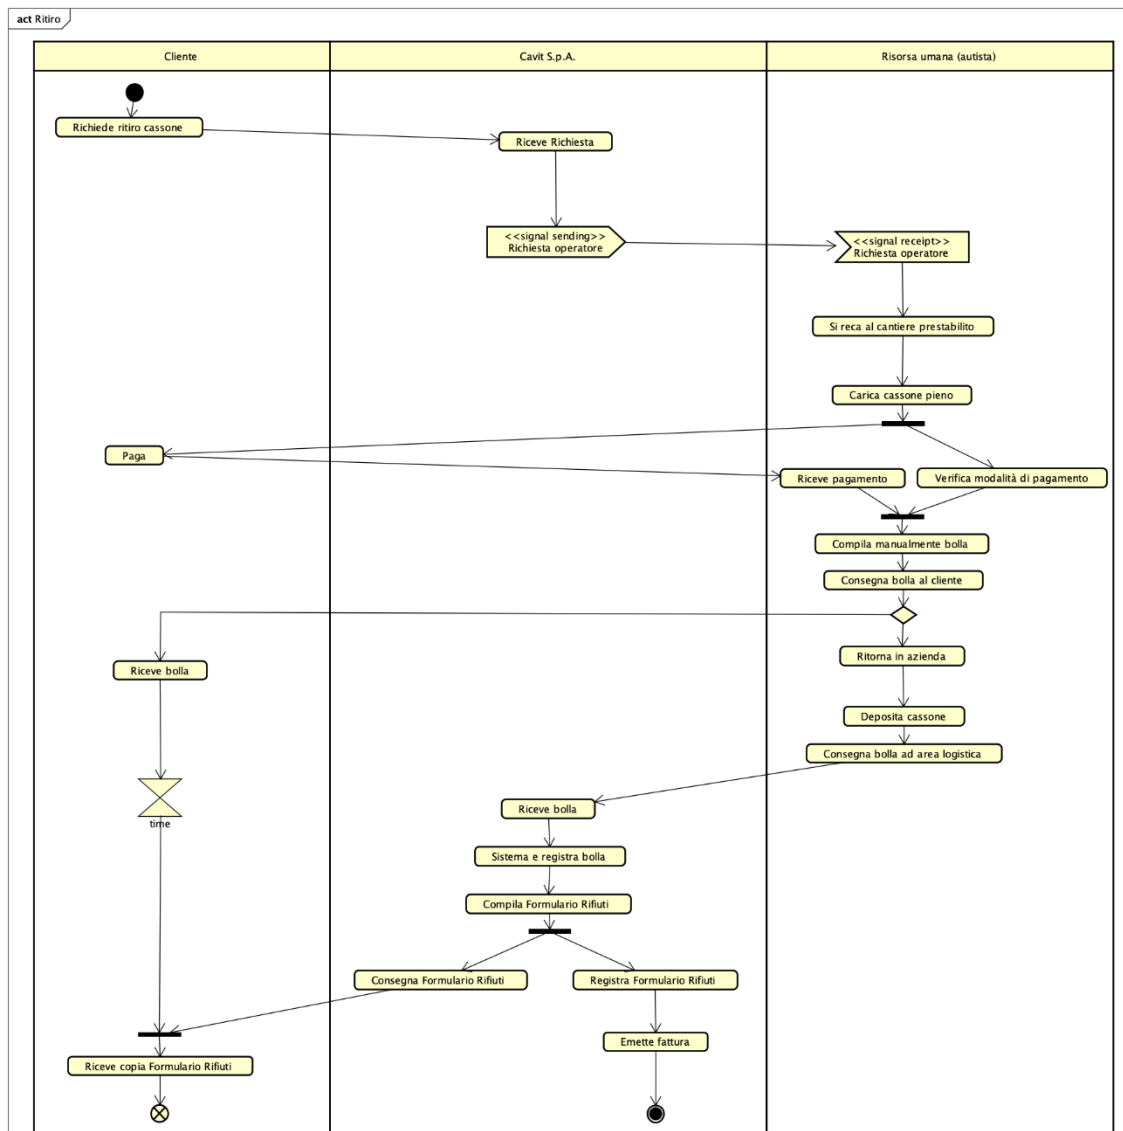 act Ritiro
Cliente
Cavit S.p.A.
Risorsa umana (autista)
Richiede ritiro cassone
Riceve Richiesta
<<signal sending>>
Richiesta operatore
<<signal receipt>>
Richiesta operatore
Si reca al cantiere prestabilito
Carica cassone pieno
Paga
Riceve pagamento
Verifica modalità di pagamento
Compila manualmente bolla
Consegna bolla al cliente
Ritorna in azienda
Riceve bolla
Deposita cassone
Consegna bolla ad area logistica
time
Riceve bolla
Sistema e registra bolla
Compila Formulario Rifiuti
Consegna Formulario Rifiuti
Registra Formulario Rifiuti
Emette fattura
Riceve copia Formulario Rifiuti